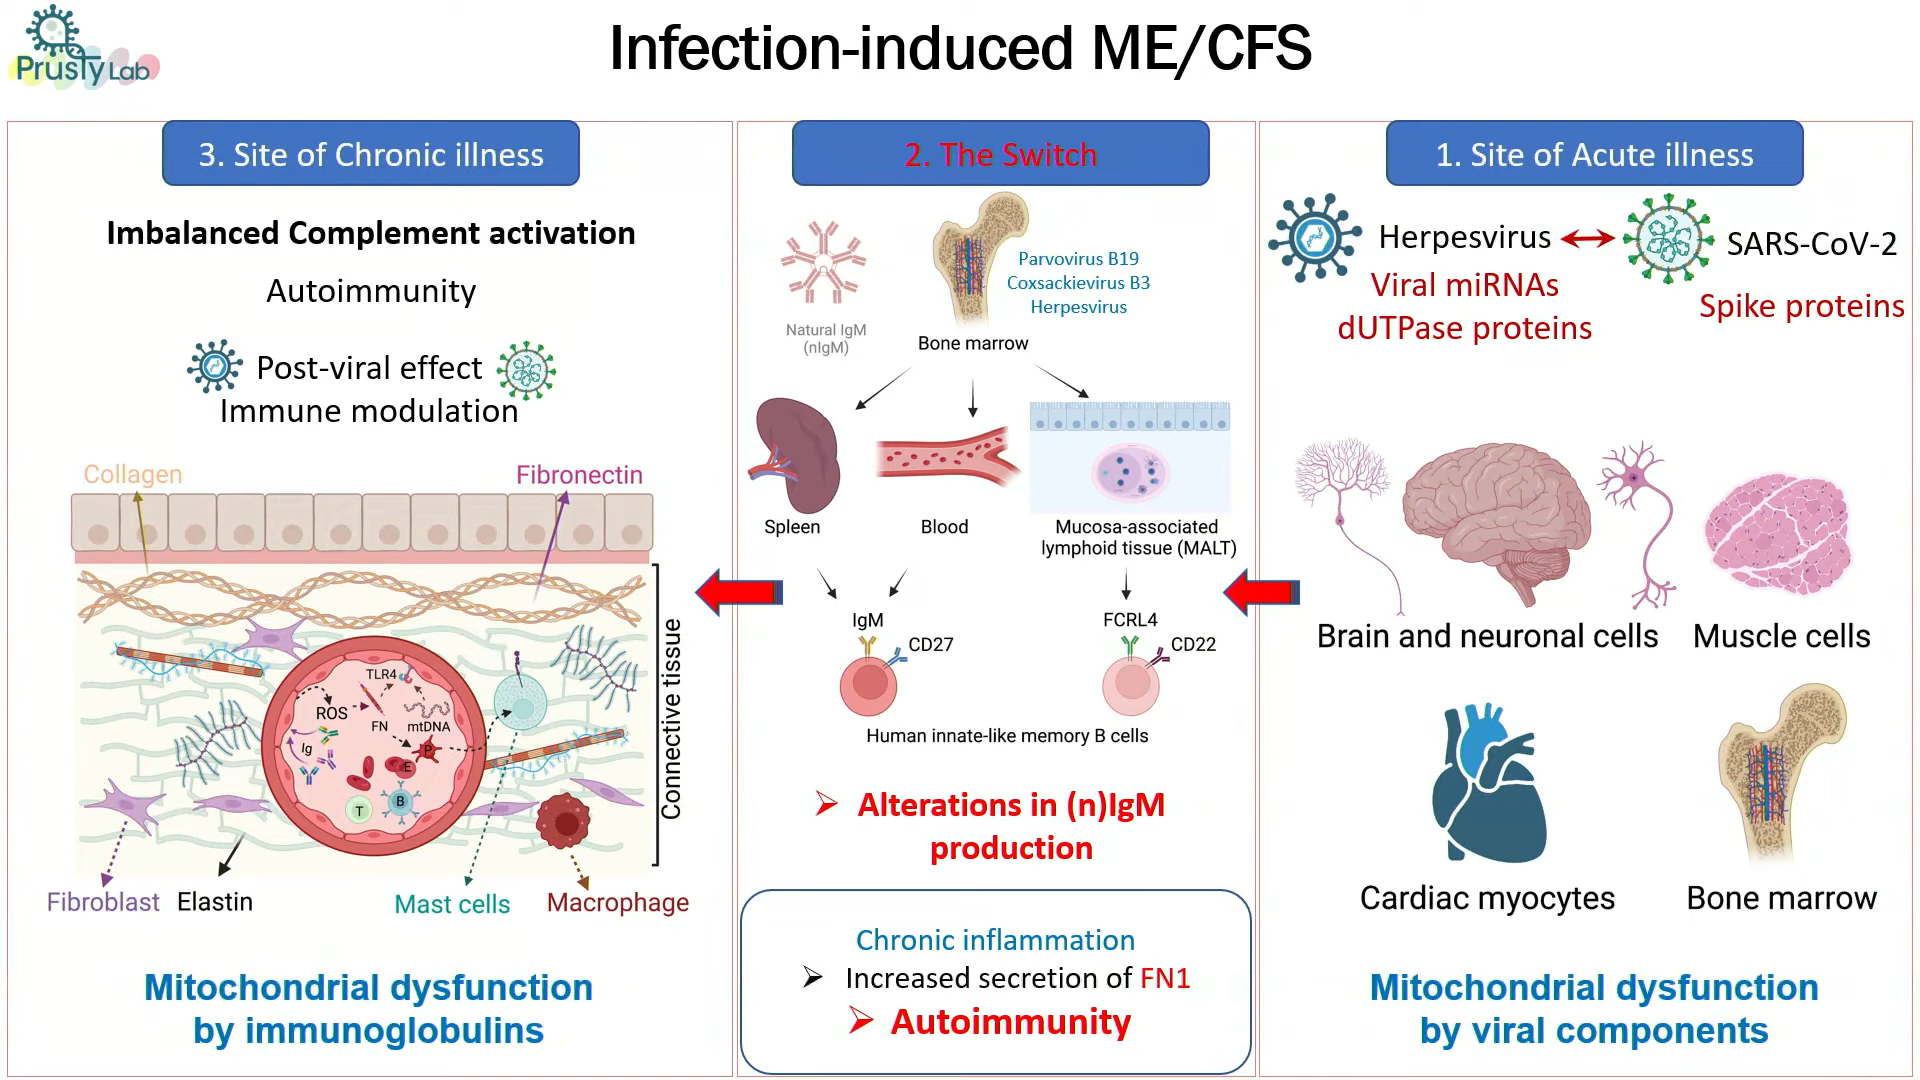 Prusty Lab
Infection-induced ME/CFS
3. Site of Chronic illness
Imbalanced Complement activation
Autoimmunity
Post-viral effect
Immune modulation
Collagen
Fibronectin
TLR4
ROS
FN
mtDNA
Ig
P
E
T
B
Connective tissue
Fibroblast
Elastin
Mast cells
Macrophage
Mitochondrial dysfunction
by immunoglobulins
2. The Switch
Natural IgM
(nIgM)
Parvovirus B19
Coxsackievirus B3
Herpesvirus
Bone marrow
Spleen
Blood
Mucosa-associated
lymphoid tissue (MALT)
IgM
CD27
FCRL4
CD22
Human innate-like memory B cells
➢ Alterations in (n)IgM
production
Chronic inflammation
➢ Increased secretion of FN1
➢ Autoimmunity
1. Site of Acute illness
Herpesvirus
SARS-CoV-2
Viral miRNAs
dUTPase proteins
Spike proteins
Brain and neuronal cells
Muscle cells
Cardiac myocytes
Bone marrow
Mitochondrial dysfunction
by viral components